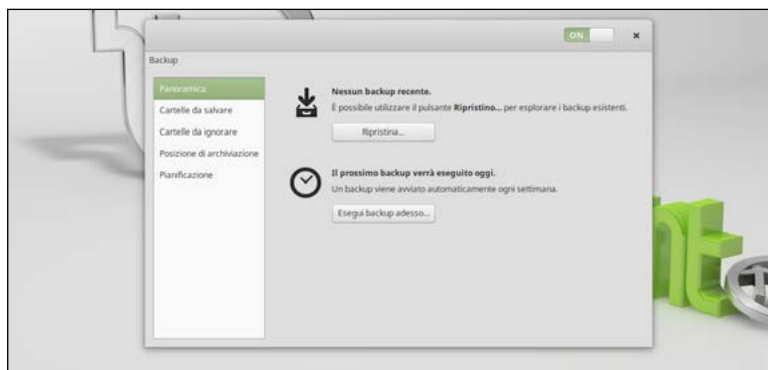 ON
Backup
Panoramica
Cartelle da salvare
Cartelle da ignorare
Posizione di archiviazione
Pianificazione
Nessun backup recente.
È possibile utilizzare il pulsante Ripristino... per esplorare i backup esistenti.
Ripristina...
Il prossimo backup verrà eseguito oggi.
Un backup viene avviato automaticamente ogni settimana.
Esegui backup adesso...
nt